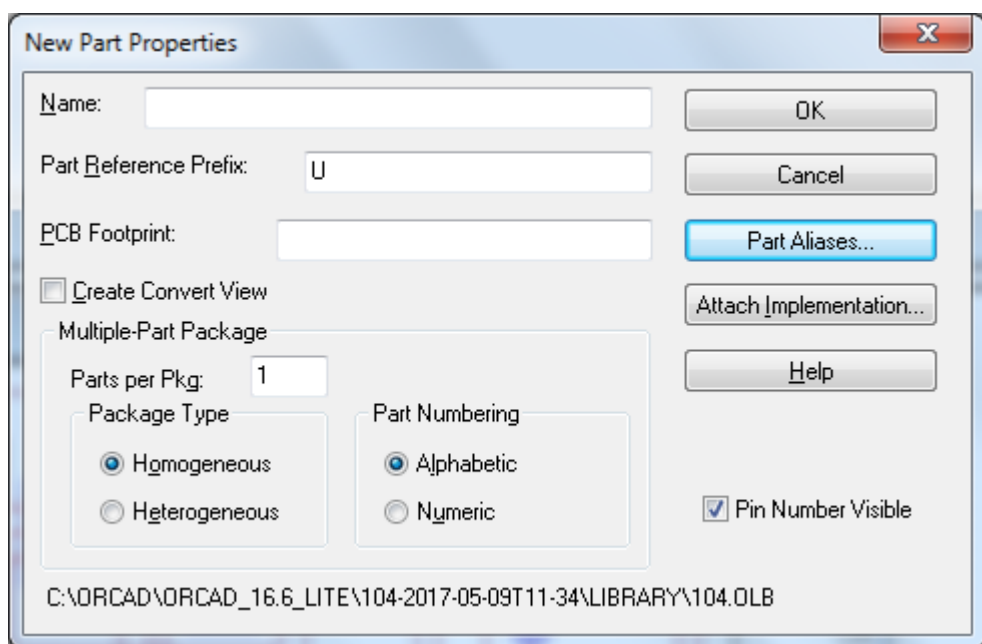 New Part Properties
Name:
OK
Part Reference Prefix:
U
Cancel
PCB Footprint:
Part Aliases...
Create Convert View
Attach Implementation...
Multiple-Part Package
Parts per Pkg:
1
Help
Package Type
Part Numbering
Homogeneous
Alphabetic
Heterogeneous
Numeric
Pin Number Visible
C:\ORCAD\ORCAD_16.6_LITE\104-2017-05-09T11-34\LIBRARY\104.OLB